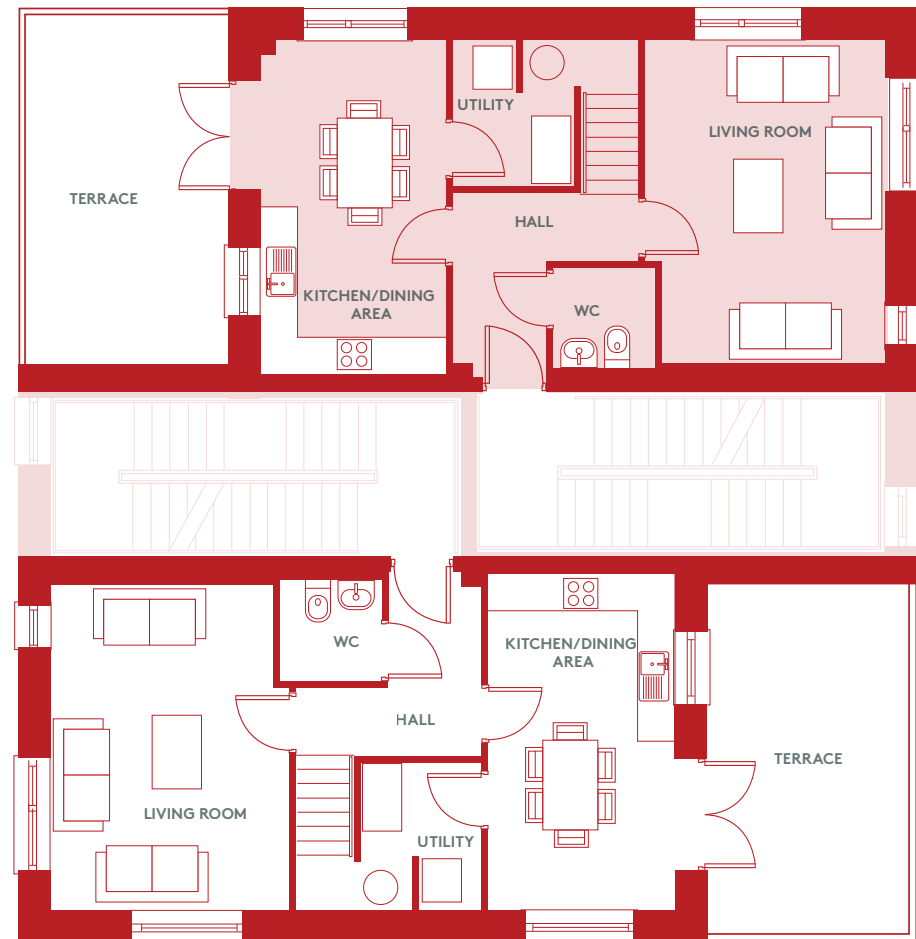 UTILITY
LIVING ROOM
TERRACE
HALL
KITCHEN/DINING
AREA
WC
WC
KITCHEN/DINING
AREA
HALL
TERRACE
LIVING ROOM
UTILITY